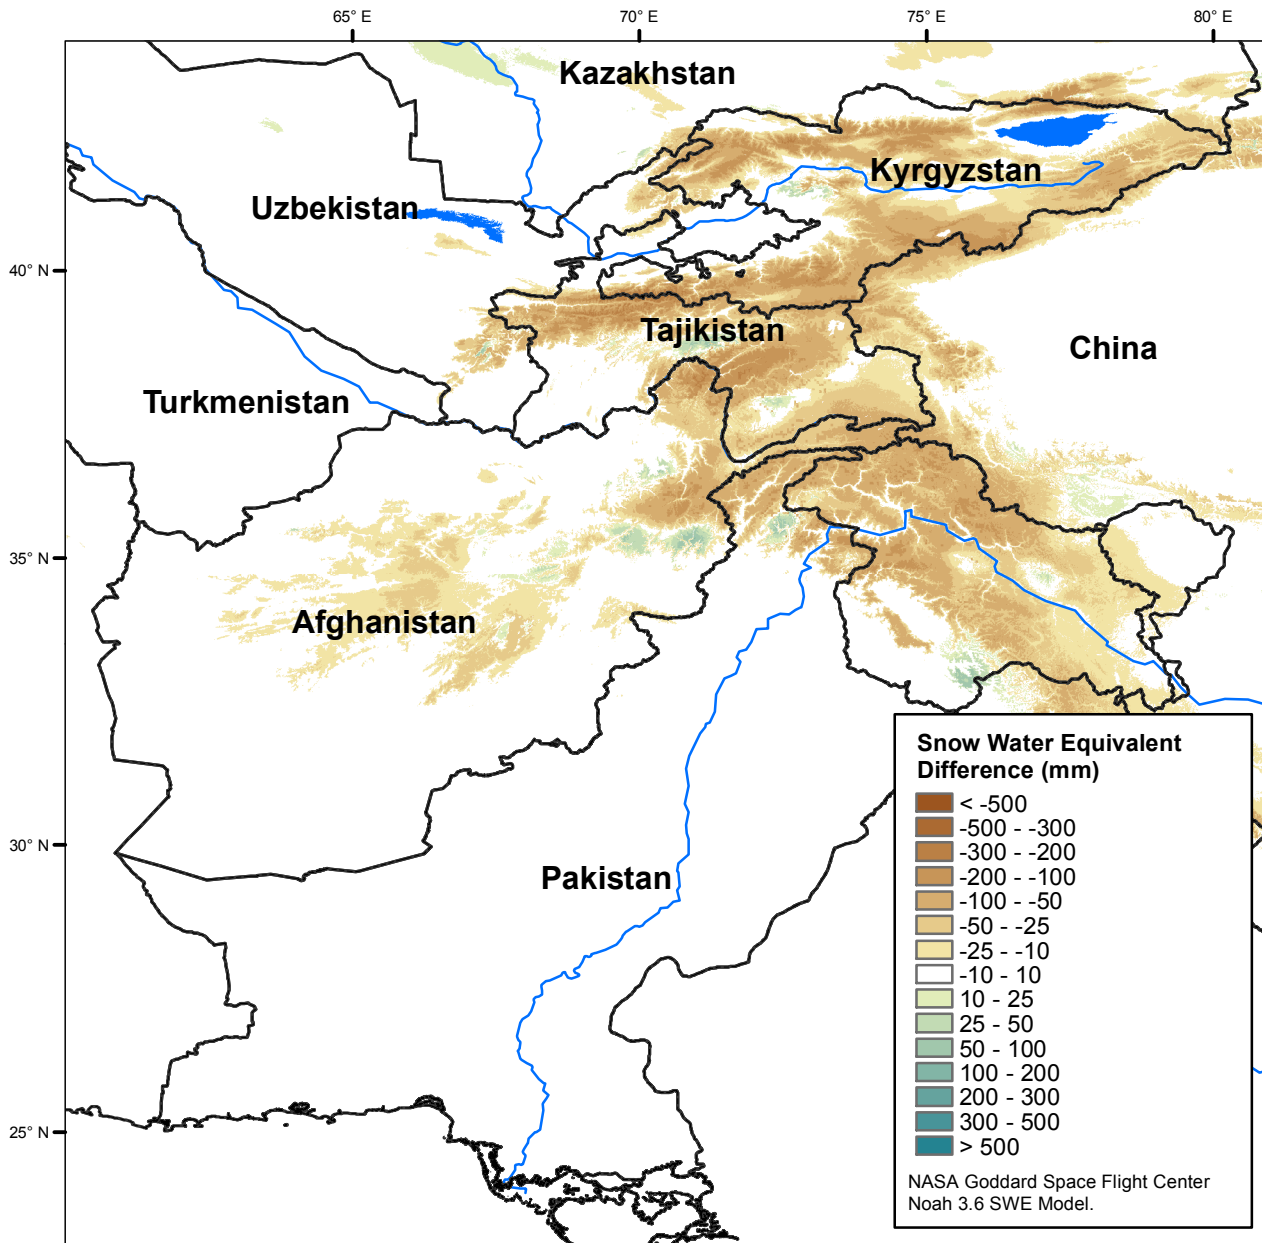 65° E
70° E
75° E
80° E
Kazakhstan
Kyrgyzstan
Uzbekistan
40° N
Tajikistan
China
Turkmenistan
35° N
Afghanistan
30° N
Pakistan
25° N
Snow Water Equivalent
Difference (mm)
< -500
-500 - -300
-300 - -200
-200 - -100
-100 - -50
-50 - -25
-25 - -10
-10 - 10
10 - 25
25 - 50
50 - 100
100 - 200
200 - 300
300 - 500
> 500
NASA Goddard Space Flight Center
Noah 3.6 SWE Model.